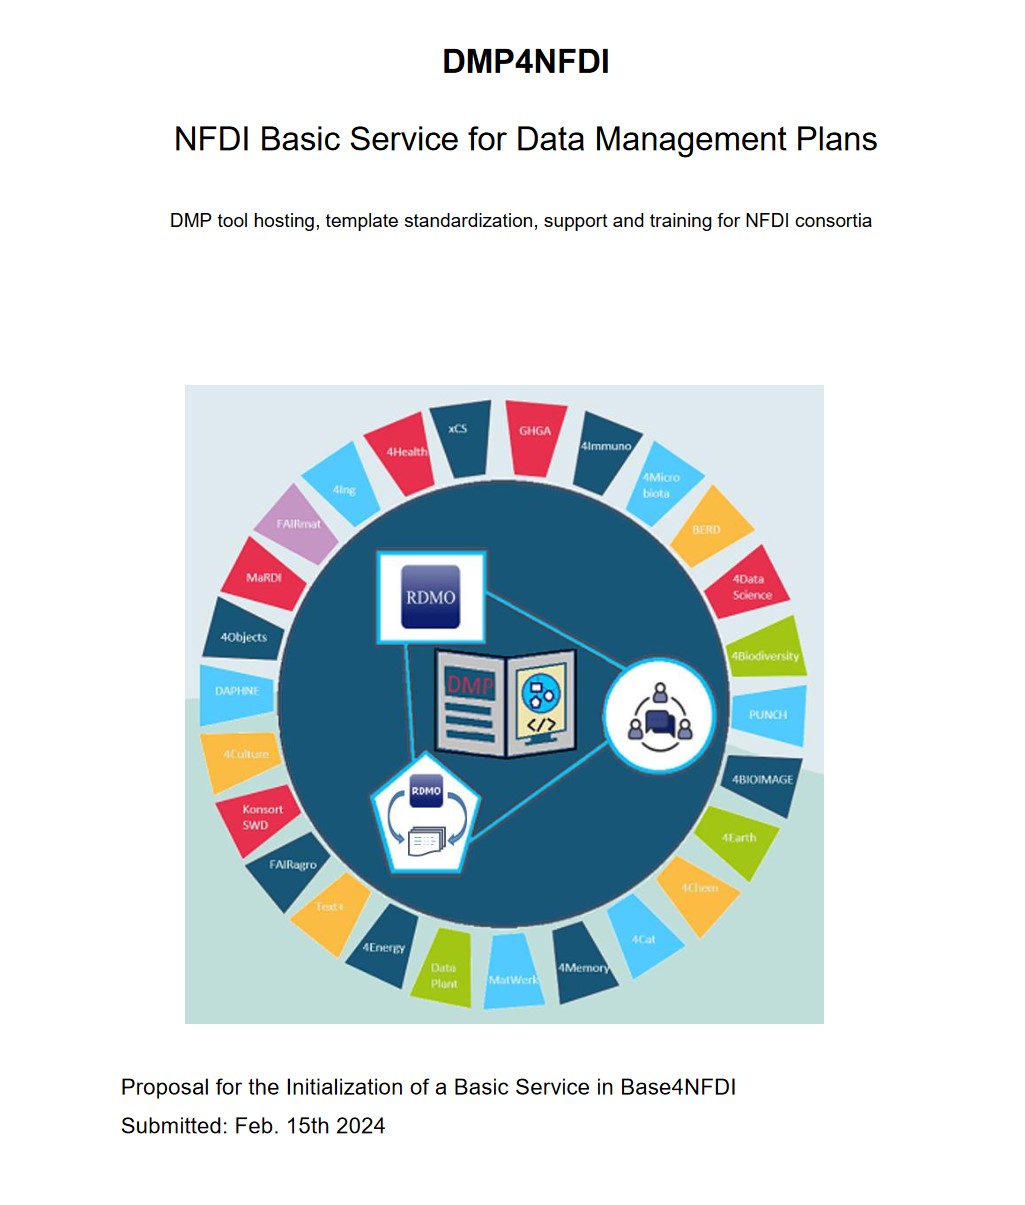 DMP4NFDI
NFDI Basic Service for Data Management Plans
DMP tool hosting, template standardization, support and training for NFDI consortia
xCS
GHGA
4Immuno
4Micro
biota
BERD
4Data
Science
4Biodiversity
PUNCH
4BIOIMAGE
4Earth
4Chem
4Cat
4Memory
MatWerk
Data
Plant
4Energy
Text+
FAIRagro
Konsort
SWD
4Culture
DAPHNE
4Objects
MaRDI
FAIRmat
4Ing
4Health
RDMO
DMP
</>
RDMO
Proposal for the Initialization of a Basic Service in Base4NFDI
Submitted: Feb. 15th 2024